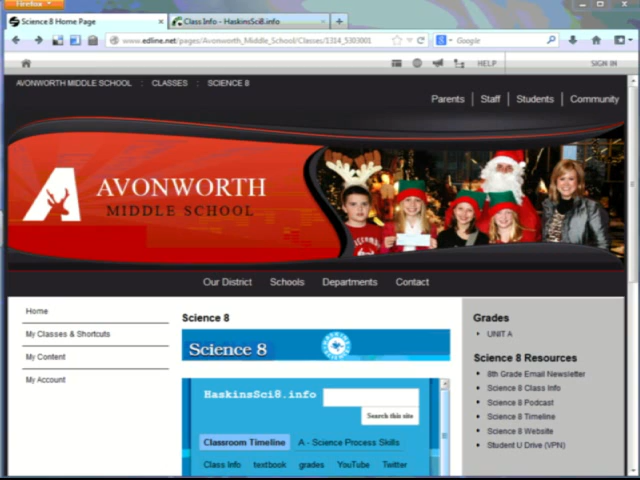 Firefox
Science 8 Home Page
Class Info - HaskinsSci8.info
www.edline.net/pages/Avonworth_Middle_School/Classes/1314_5303001
Google
HELP
SIGN IN
AVONWORTH MIDDLE SCHOOL : CLASSES : SCIENCE 8
Parents
Staff
Students
Community
A
AVONWORTH
MIDDLE SCHOOL
Our District
Schools
Departments
Contact
Home
My Classes & Shortcuts
My Content
My Account
Science 8
Science 8
HaskinsSci8.info
Search this site
Classroom Timeline
A - Science Process Skills
Class Info
textbook
grades
YouTube
Twitter
Grades
UNIT A
Science 8 Resources
8th Grade Email Newsletter
Science 8 Class Info
Science 8 Podcast
Science 8 Timeline
Science 8 Website
Student U Drive (VPN)